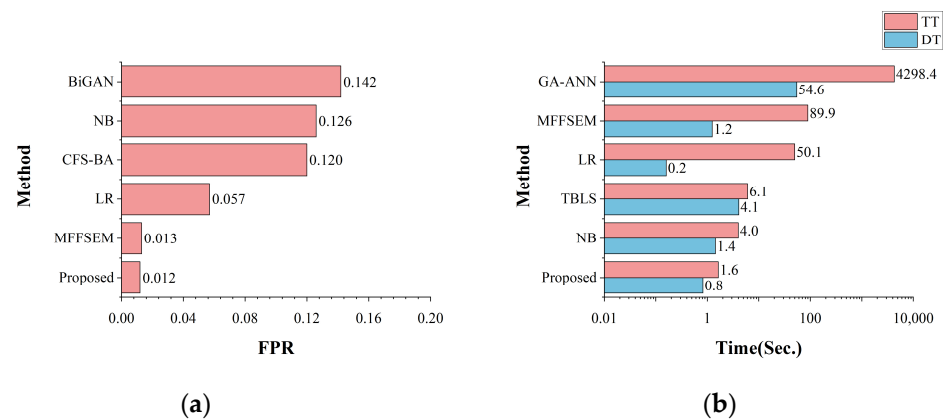 TT
DT
BiGAN
0.142
NB
0.126
CFS-BA
0.120
LR
0.057
MFFSEM
0.013
Proposed
0.012
Method
0.00 0.04 0.08 0.12 0.16 0.20
FPR
(a)
GA-ANN
4298.4
54.6
MFFSEM
89.9
1.2
LR
50.1
0.2
TBLS
6.1
4.1
NB
4.0
1.4
Proposed
1.6
0.8
Method
0.01 1 100 10,000
Time(Sec.)
(b)